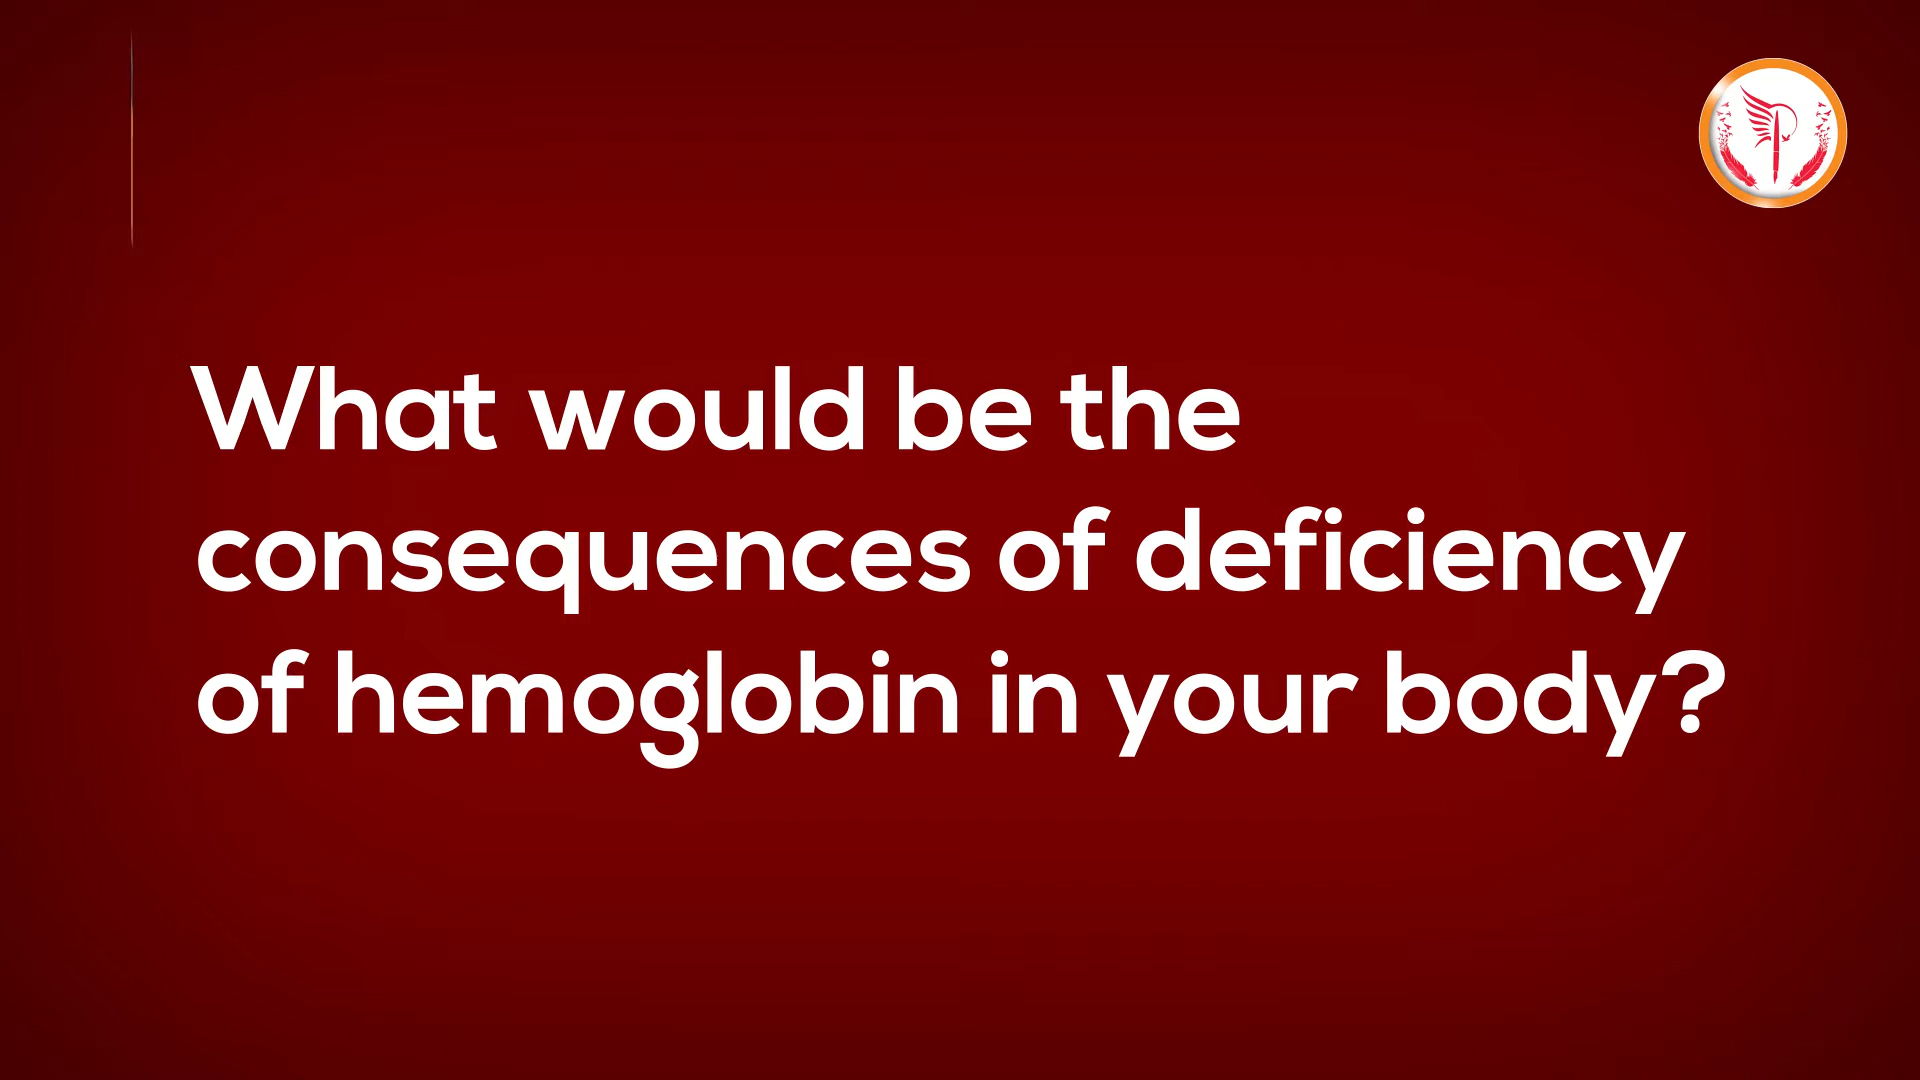 What would be the
consequences of deficiency
of hemoglobin in your body?